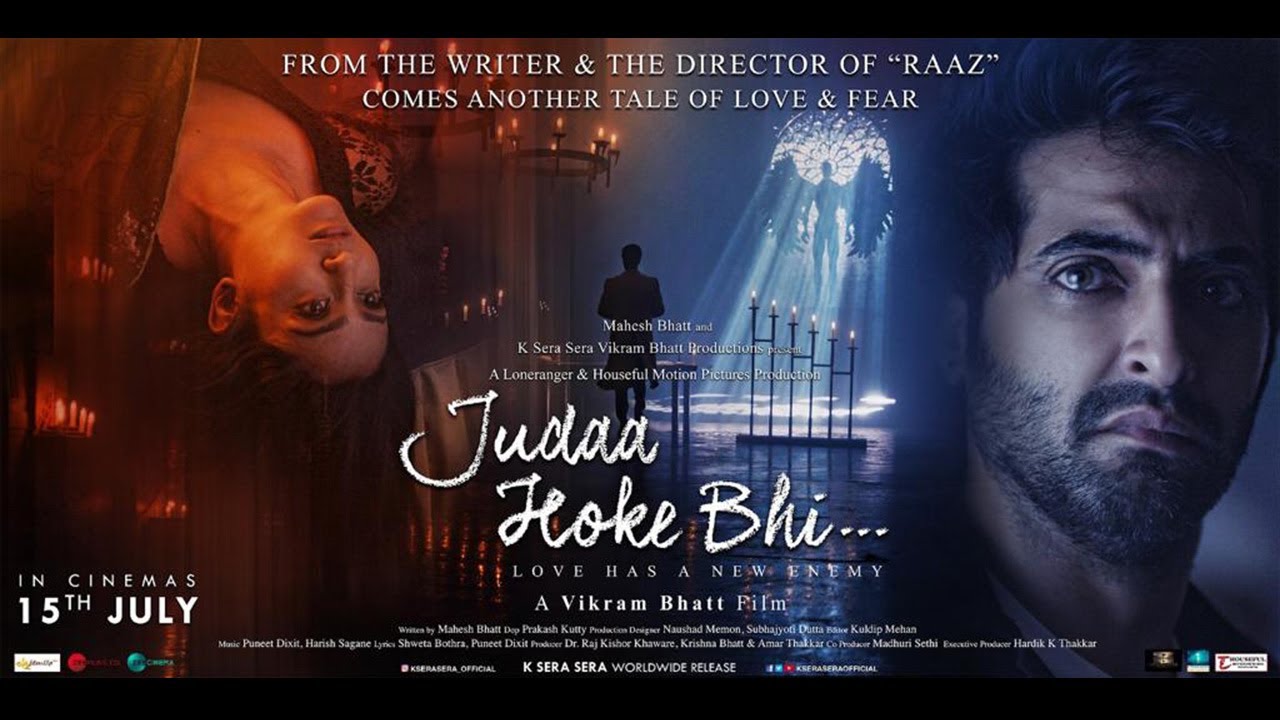 FROM THE WRITER & THE DIRECTOR OF “RAAZ”
COMES ANOTHER TALE OF LOVE & FEAR
Mahesh Bhatt and
K Sera Sera Vikram Bhatt Productions present
A Loneranger & Houseful Motion Pictures Production
Judaa
Hoke Bhi...
LOVE HAS A NEW ENEMY
A Vikram Bhatt Film
IN CINEMAS
15TH JULY
Written by Mahesh Bhatt Dop Prakash Kutty Production Designer Naushad Memon, Subhajyoti Dutta Editor Kuldip Mehan
Music Puneet Dixit, Harish Sagane Lyrics Shweta Bothra, Puneet Dixit Producer Dr. Raj Kishor Khaware, Krishna Bhatt & Amar Thakkar Co Producer Madhuri Sethi Executive Producer Hardik K Thakkar
KSERASERA_OFFICIAL
K SERA SERA WORLDWIDE RELEASE
KSERASERAOFFICIAL
HOUSEFUL